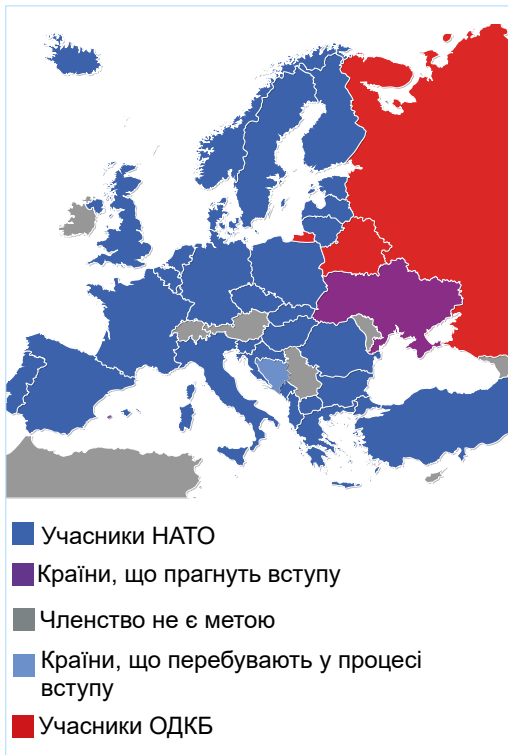 Учасники НАТО
Країни, що прагнуть вступу
Членство не є метою
Країни, що перебувають у процесі
вступу
Учасники ОДКБ